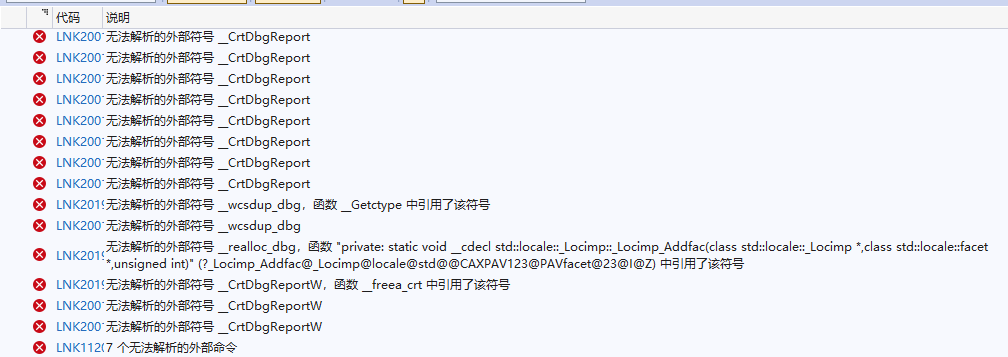 代码 说明
LNK200 无法解析的外部符号 __CrtDbgReport
LNK200 无法解析的外部符号 __CrtDbgReport
LNK200 无法解析的外部符号 __CrtDbgReport
LNK200 无法解析的外部符号 __CrtDbgReport
LNK200 无法解析的外部符号 __CrtDbgReport
LNK200 无法解析的外部符号 __CrtDbgReport
LNK200 无法解析的外部符号 __CrtDbgReport
LNK200 无法解析的外部符号 __CrtDbgReport
LNK2019 无法解析的外部符号 __wcsdup_dbg，函数 __Getctype 中引用了该符号
LNK200 无法解析的外部符号 __wcsdup_dbg
LNK2019 无法解析的外部符号 __realloc_dbg，函数 "private: static void __cdecl std::locale::_Locimp::_Locimp_Addfac(class std::locale::_Locimp *,class std::locale::facet
*,unsigned int)" (?_Locimp_Addfac@_Locimp@locale@std@@CAXPAV123@PAVfacet@23@I@Z) 中引用了该符号
LNK2019 无法解析的外部符号 __CrtDbgReportW，函数 __freea_crt 中引用了该符号
LNK200 无法解析的外部符号 __CrtDbgReportW
LNK200 无法解析的外部符号 __CrtDbgReportW
LNK112 7 个无法解析的外部命令